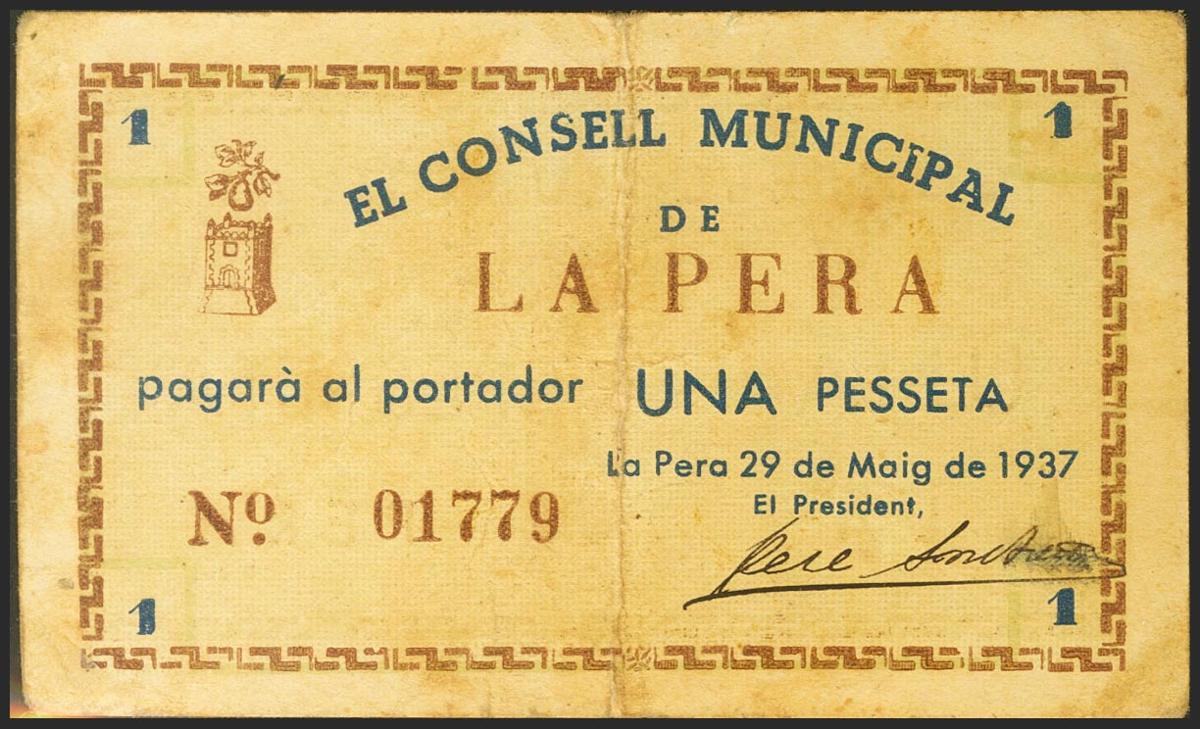 1 1
EL CONSELL MUNICIPAL
DE
LA PERA
pagarà al portador UNA PESSETA
La Pera 29 de Maig de 1937
El President,
Nº. 01779
Pere
1 1